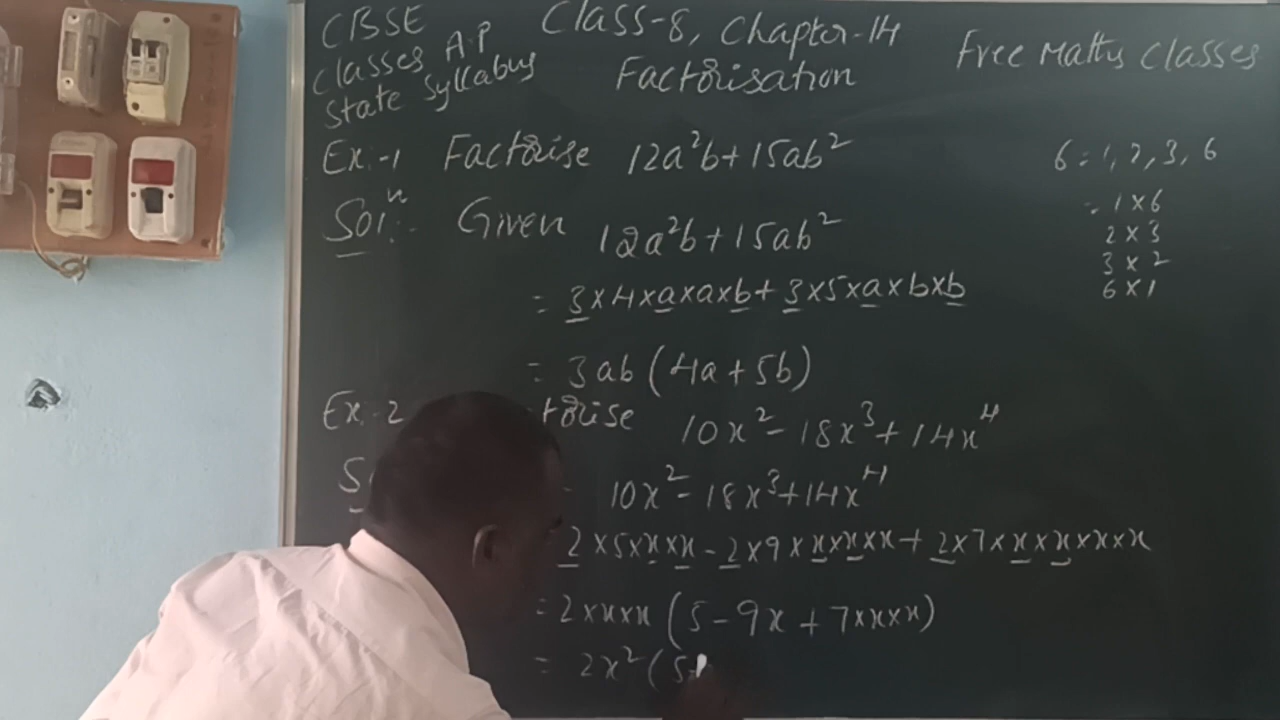 CBSE Classes A.P State Syllabus
Class-8, Chapter-14
Factorisation
Free Maths Classes
Ex:-1 Factorise 12a²b+15ab²
Solⁿ:- Given 12a²b+15ab²
= 3×4×a×a×b+3×5×a×b×b
= 3ab(4a+5b)
Ex:-2 torise 10x²-18x³+14x⁴
S 10x²-18x³+14x⁴
2×5×x×x-2×9×x×x×x+2×7×x×x×x×x
= 2×x×x(5-9x+7×x×x)
= 2x²(5
6=1,2,3,6
= 1×6
2×3
3×2
6×1